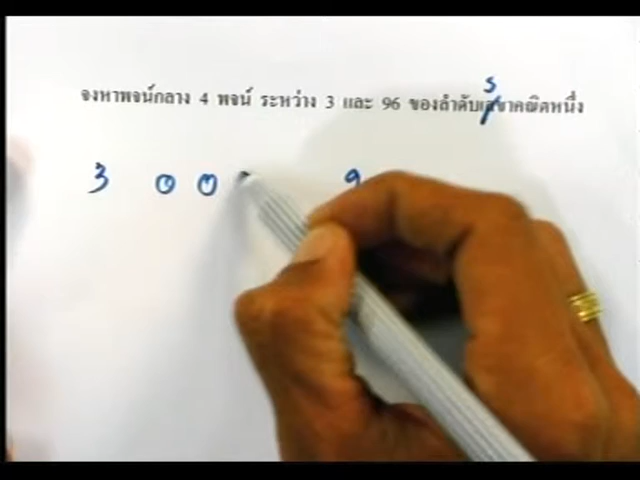 ร
จงหาพจน์กลาง 4 พจน์ ระหว่าง 3 และ 96 ของลำดับเลขาคณิตหนึ่ง
3 0 0 9